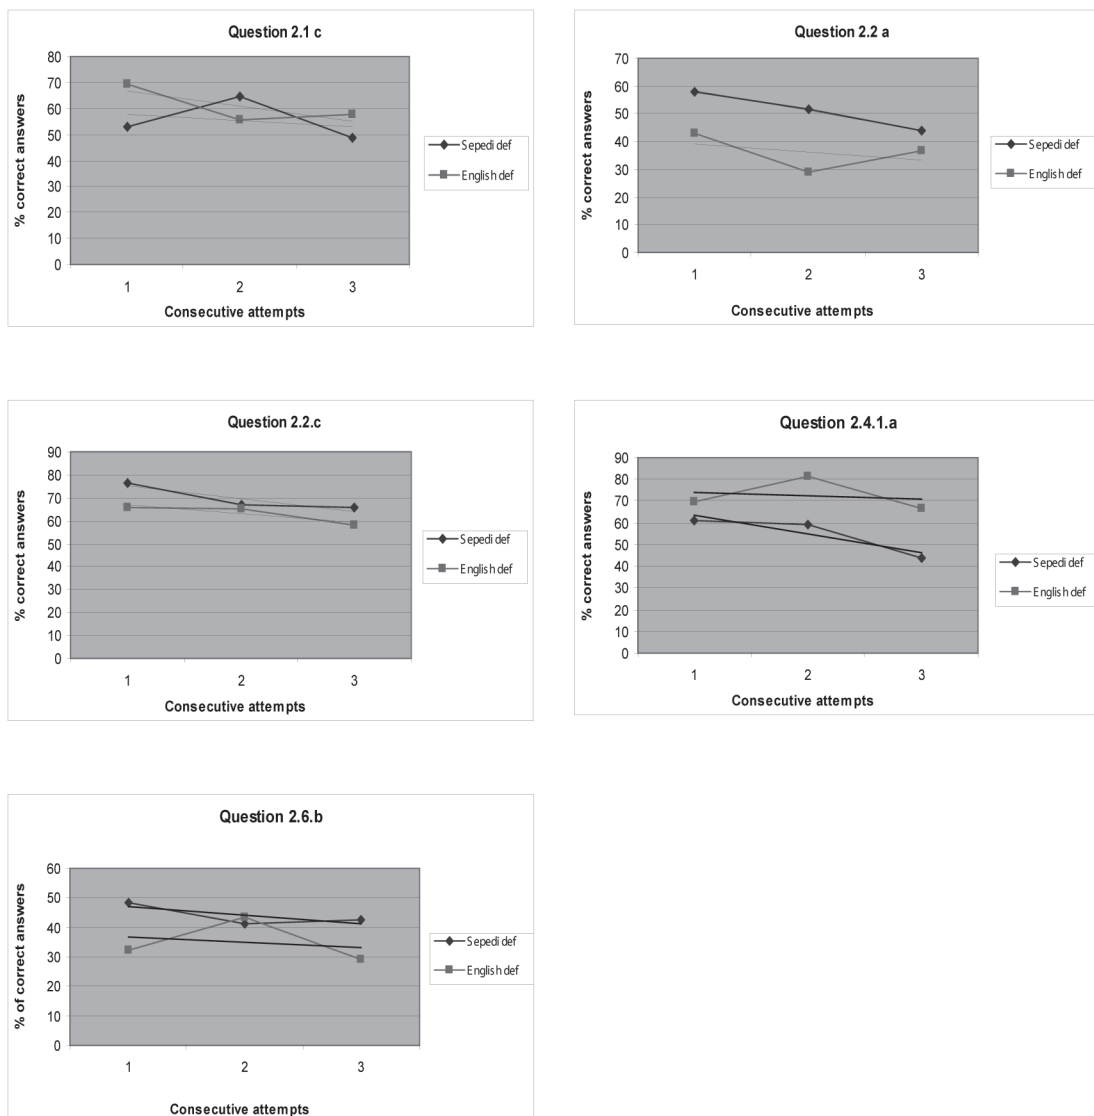 Question 2.1 c
80
70
60
50
40
30
20
10
0
% correct answers
1 2 3
Consecutive attempts
Sepedi def
English def
Question 2.2 a
70
60
50
40
30
20
10
0
% correct answers
1 2 3
Consecutive attempts
Sepedi def
English def
Question 2.2.c
90
80
70
60
50
40
30
20
10
0
% correct answers
1 2 3
Consecutive attempts
Sepedi def
English def
Question 2.4.1.a
90
80
70
60
50
40
30
20
10
0
% correct answers
1 2 3
Consecutive attempts
Sepedi def
English def
Question 2.6.b
60
50
40
30
20
10
0
% of correct answers
1 2 3
Consecutive attempts
Sepedi def
English def